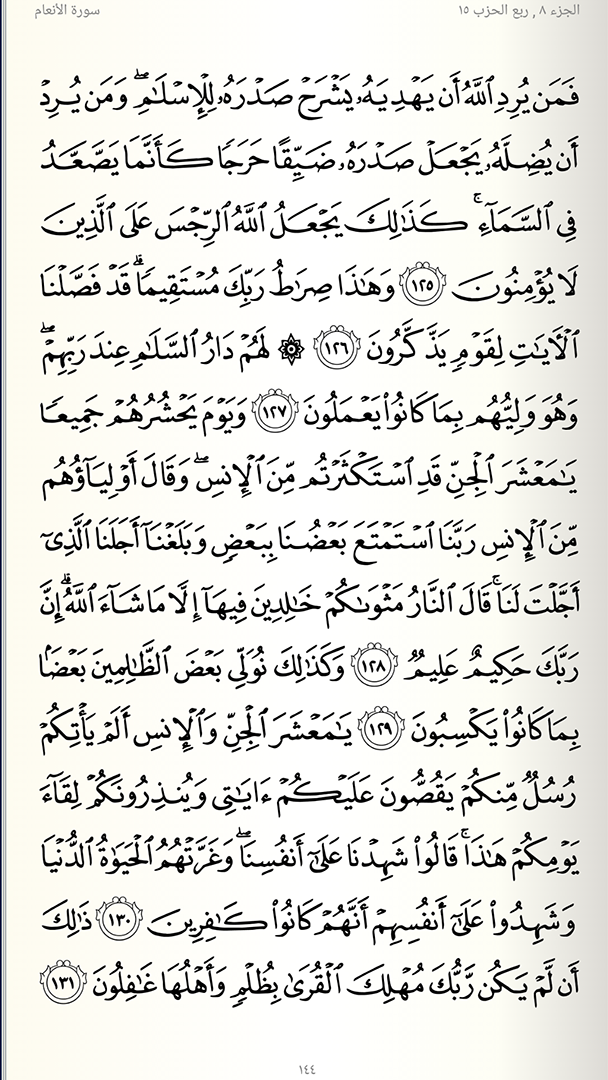 الجزء ٨ , ربع الحزب ١٥
سورة الأنعام
فَمَن يُرِدِ ٱللَّهُ أَن يَهْدِيَهُۥ يَشْرَحْ صَدْرَهُۥ لِلْإِسْلَٰمِ ۖ وَمَن يُرِدْ
أَن يُضِلَّهُۥ يَجْعَلْ صَدْرَهُۥ ضَيِّقًا حَرَجًا كَأَنَّمَا يَصَّعَّدُ
فِى ٱلسَّمَآءِ ۚ كَذَٰلِكَ يَجْعَلُ ٱللَّهُ ٱلرِّجْسَ عَلَى ٱلَّذِينَ
لَا يُؤْمِنُونَ ١٢٥ وَهَٰذَا صِرَٰطُ رَبِّكَ مُسْتَقِيمًا ۗ قَدْ فَصَّلْنَا
ٱلْءَايَٰتِ لِقَوْمٍ يَذَّكَّرُونَ ١٢٦ ۞ لَهُمْ دَارُ ٱلسَّلَٰمِ عِندَ رَبِّهِمْ ۖ
وَهُوَ وَلِيُّهُم بِمَا كَانُوا۟ يَعْمَلُونَ ١٢٧ وَيَوْمَ يَحْشُرُهُمْ جَمِيعًا
يَٰمَعْشَرَ ٱلْجِنِّ قَدِ ٱسْتَكْثَرْتُم مِّنَ ٱلْإِنسِ ۖ وَقَالَ أَوْلِيَآؤُهُم
مِّنَ ٱلْإِنسِ رَبَّنَا ٱسْتَمْتَعَ بَعْضُنَا بِبَعْضٍ وَبَلَغْنَآ أَجَلَنَا ٱلَّذِىٓ
أَجَّلْتَ لَنَا ۚ قَالَ ٱلنَّارُ مَثْوَىٰكُمْ خَٰلِدِينَ فِيهَآ إِلَّا مَا شَآءَ ٱللَّهُ ۗ إِنَّ
رَبَّكَ حَكِيمٌ عَلِيمٌ ١٢٨ وَكَذَٰلِكَ نُوَلِّى بَعْضَ ٱلظَّٰلِمِينَ بَعْضًۢا
بِمَا كَانُوا۟ يَكْسِبُونَ ١٢٩ يَٰمَعْشَرَ ٱلْجِنِّ وَٱلْإِنسِ أَلَمْ يَأْتِكُمْ
رُسُلٌ مِّنكُمْ يَقُصُّونَ عَلَيْكُمْ ءَايَٰتِى وَيُنذِرُونَكُمْ لِقَآءَ
يَوْمِكُمْ هَٰذَا ۚ قَالُوا۟ شَهِدْنَا عَلَىٰٓ أَنفُسِنَا ۖ وَغَرَّتْهُمُ ٱلْحَيَوٰةُ ٱلدُّنْيَا
وَشَهِدُوا۟ عَلَىٰٓ أَنفُسِهِمْ أَنَّهُمْ كَانُوا۟ كَٰفِرِينَ ١٣٠ ذَٰلِكَ
أَن لَّمْ يَكُن رَّبُّكَ مُهْلِكَ ٱلْقُرَىٰ بِظُلْمٍ وَأَهْلُهَا غَٰفِلُونَ ١٣١
١٤٤